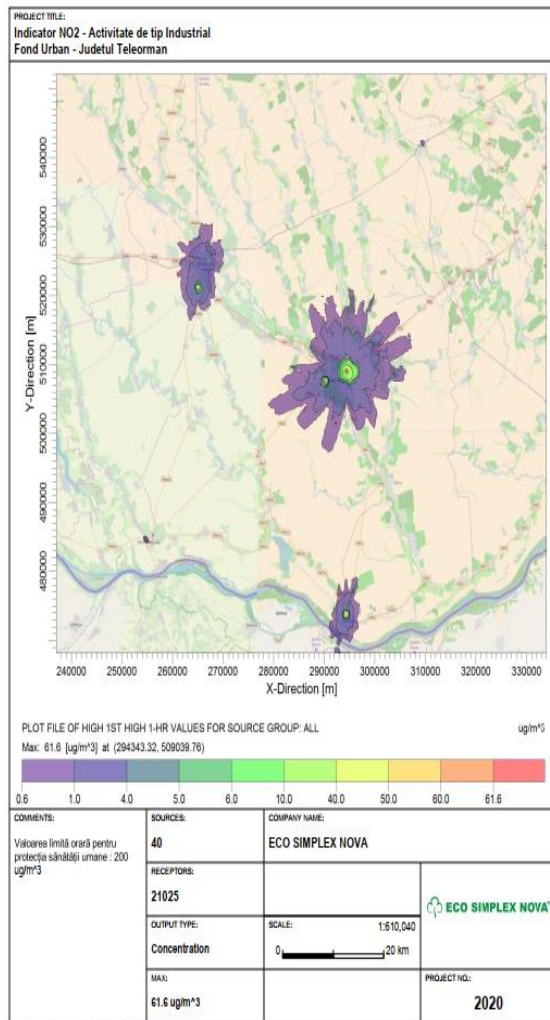 PROJECT TITLE:
Indicator NO2 - Activitate de tip Industrial
Fond Urban - Judetul Teleorman
Y-Direction [m]
540000
530000
520000
510000
500000
490000
480000
240000 250000 260000 270000 280000 290000 300000 310000 320000 330000
X-Direction [m]
PLOT FILE OF HIGH 1ST HIGH 1-HR VALUES FOR SOURCE GROUP: ALL
ug/m^3
Max: 61.6 [ug/m^3] at (294343.32, 509039.76)
0.6 1.0 4.0 5.0 6.0 10.0 40.0 50.0 60.0 61.6
COMMENTS:
Valoarea limită orară pentru
protecția sănătății umane : 200
ug/m^3
SOURCES:
40
COMPANY NAME:
ECO SIMPLEX NOVA
RECEPTORS:
21025
ECO SIMPLEX NOVA
OUTPUT TYPE:
Concentration
SCALE: 1:610,040
0 20 km
MAX:
61.6 ug/m^3
PROJECT NO.:
2020